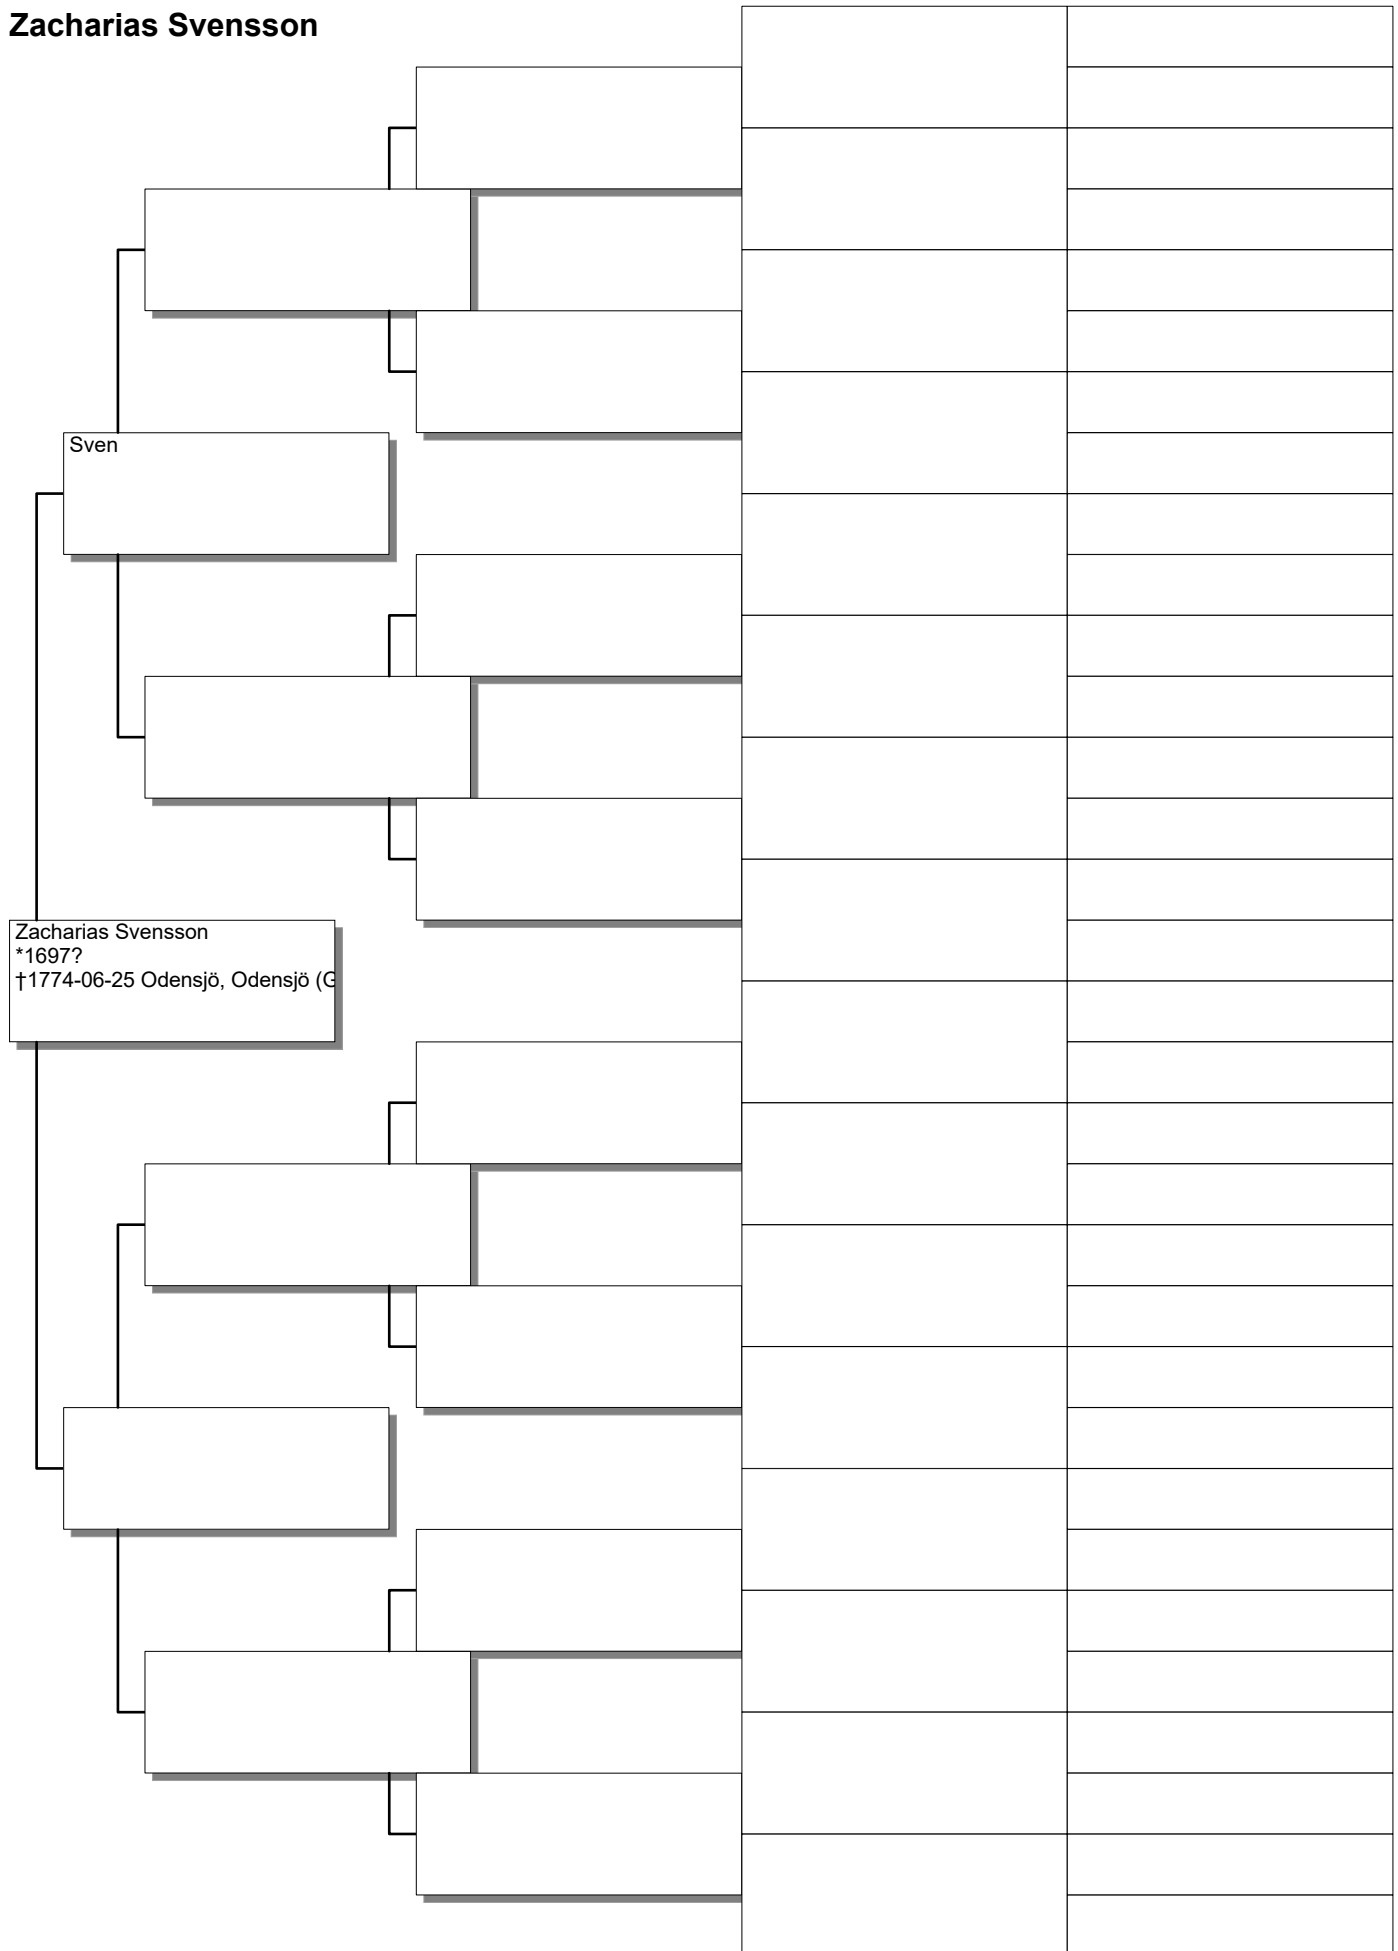 Zacharias Svensson
Sven
Zacharias Svensson
*1697?
†1774-06-25 Odensjö, Odensjö (G